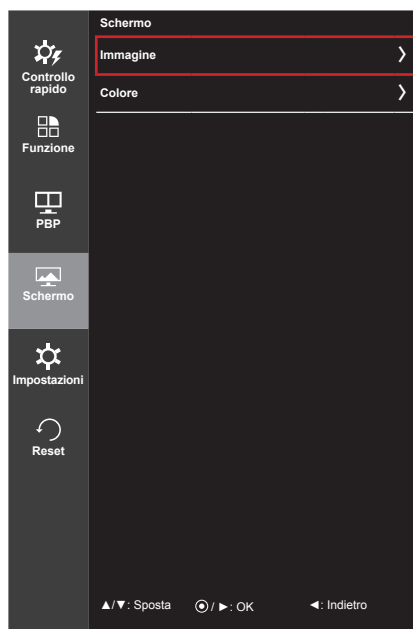 Schermo
Immagine
Colore
Controllo
rapido
Funzione
PBP
Schermo
Impostazioni
Reset
▲/▼: Sposta
/ ►: OK
◄: Indietro